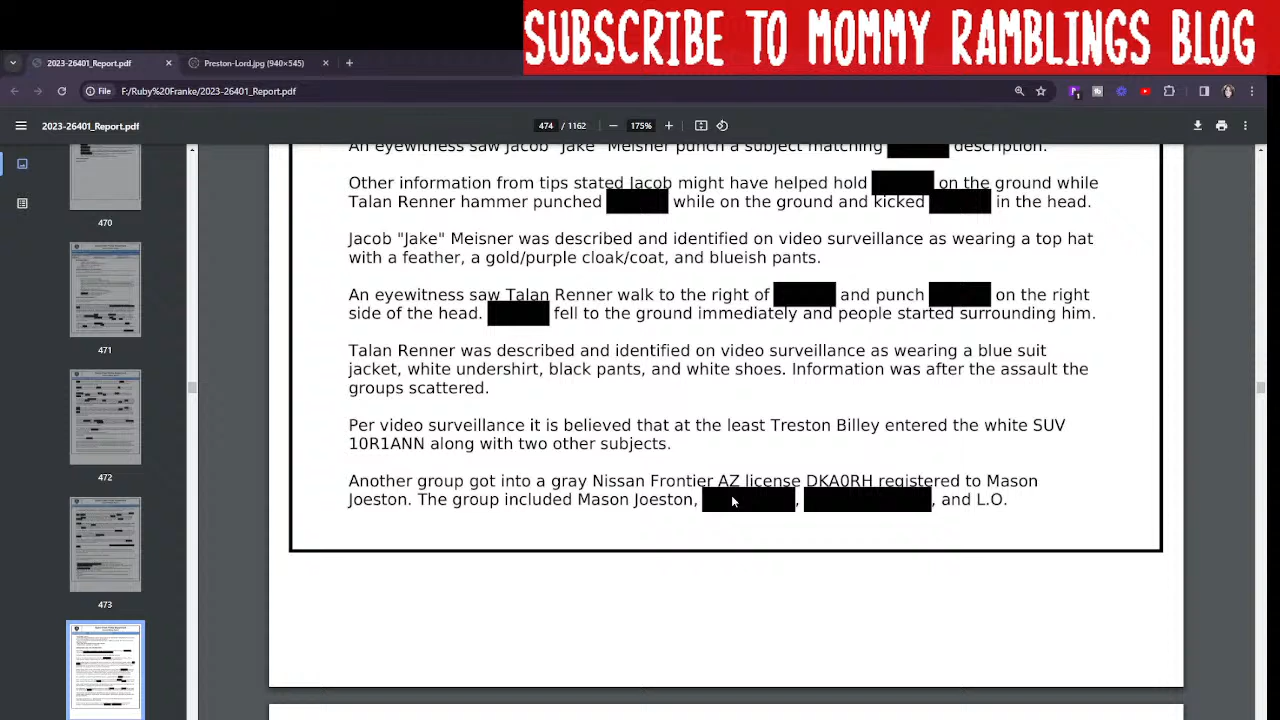 SUBSCRIBE TO MOMMY RAMBLINGS BLOG
2023-26401_Report.pdf
Preston-Lord.jpg (940×545)
File F:/Ruby%20Franke/2023-26401_Report.pdf
2023-26401_Report.pdf
474 / 1162
175%
470
471
472
473
An eyewitness saw "Jake" Meisner punch a subject matching description.
Other information from tips stated Jacob might have helped hold on the ground while
Talan Renner hammer punched while on the ground and kicked in the head.
Jacob "Jake" Meisner was described and identified on video surveillance as wearing a top hat
with a feather, a gold/purple cloak/coat, and blueish pants.
An eyewitness saw Talan Renner walk to the right of and punch on the right
side of the head. fell to the ground immediately and people started surrounding him.
Talan Renner was described and identified on video surveillance as wearing a blue suit
jacket, white undershirt, black pants, and white shoes. Information was after the assault the
groups scattered.
Per video surveillance it is believed that at the least Treston Billey entered the white SUV
10R1ANN along with two other subjects.
Another group got into a gray Nissan Frontier AZ license DKA0RH registered to Mason
Joeston. The group included Mason Joeston, , , and L.O.